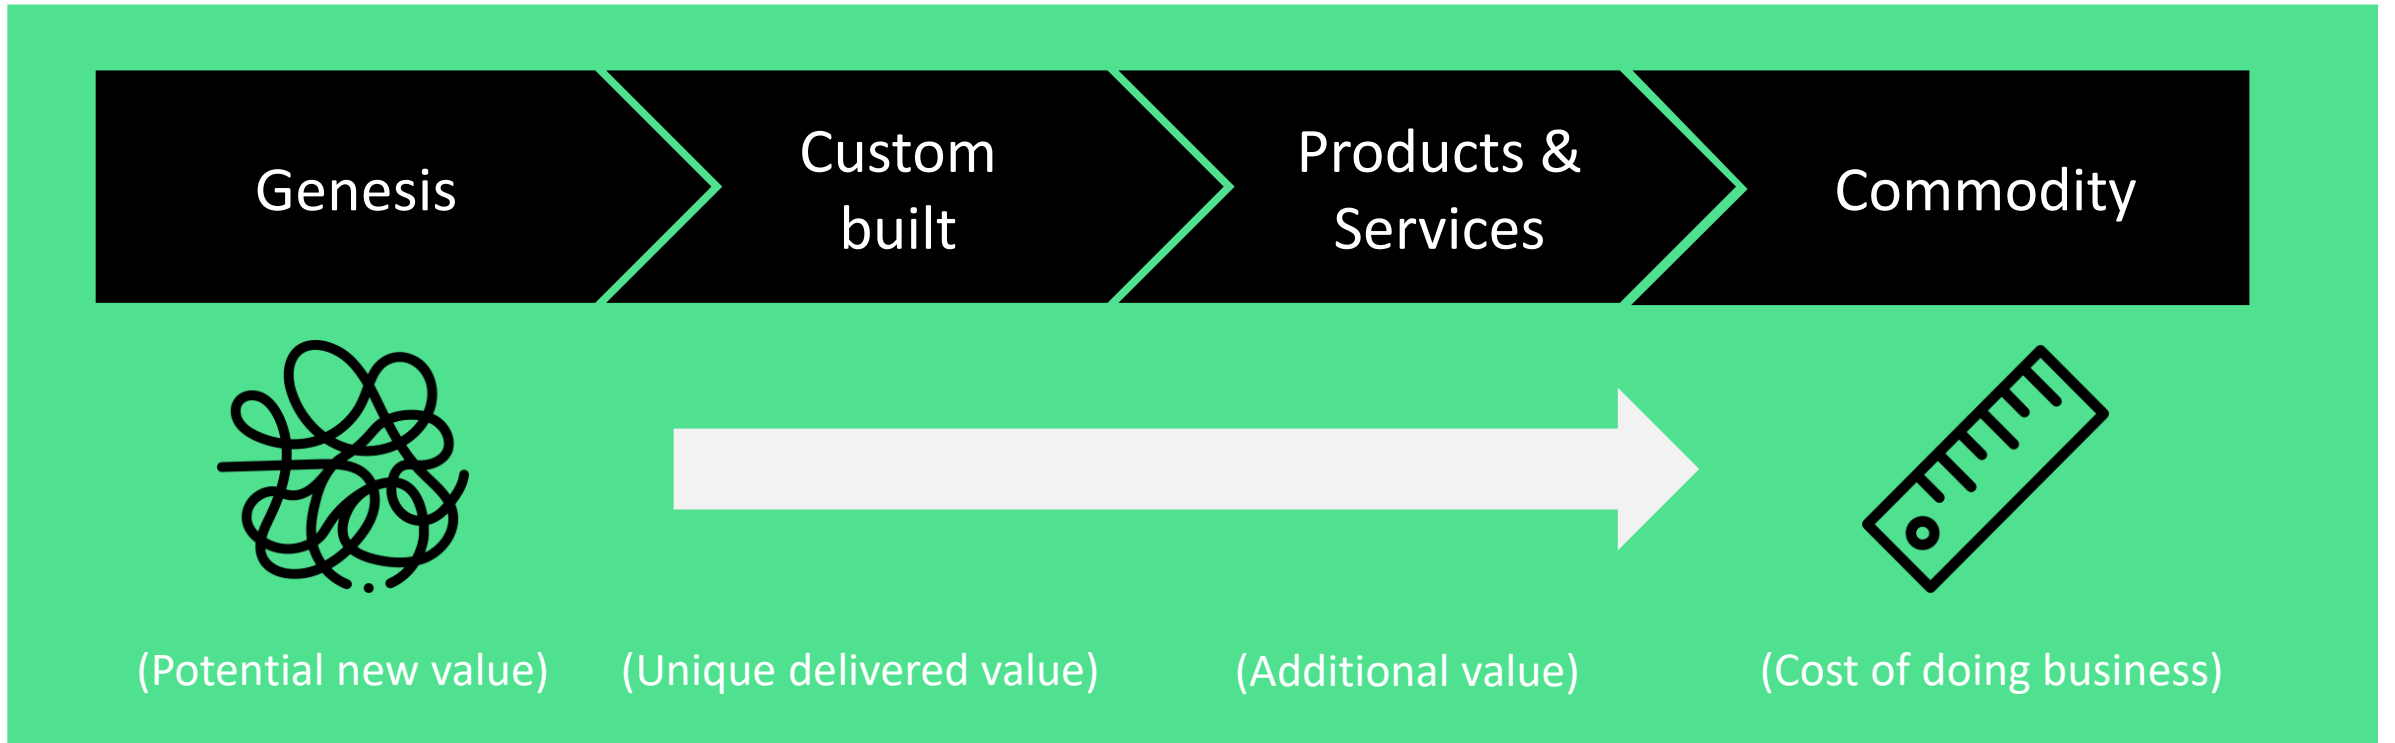 Genesis
Custom
built
Products &
Services
Commodity
(Potential new value)
(Unique delivered value)
(Additional value)
(Cost of doing business)